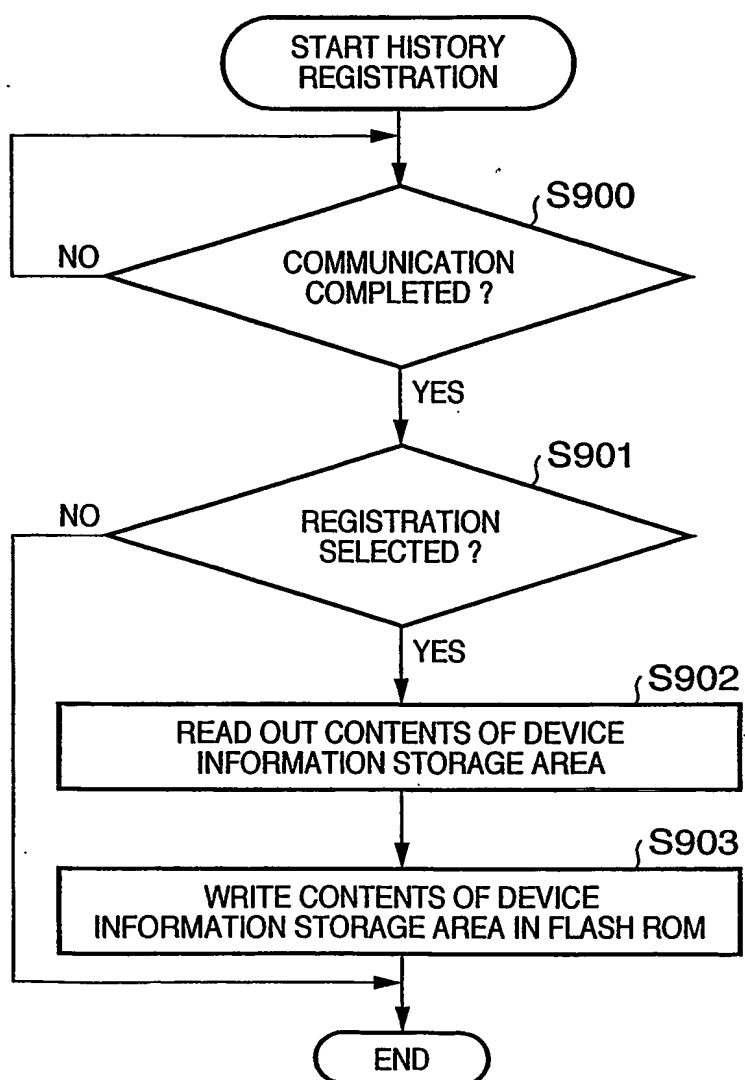 START HISTORY
REGISTRATION
S900
NO
COMMUNICATION
COMPLETED ?
YES
S901
NO
REGISTRATION
SELECTED ?
YES
S902
READ OUT CONTENTS OF DEVICE
INFORMATION STORAGE AREA
S903
WRITE CONTENTS OF DEVICE
INFORMATION STORAGE AREA IN FLASH ROM
END